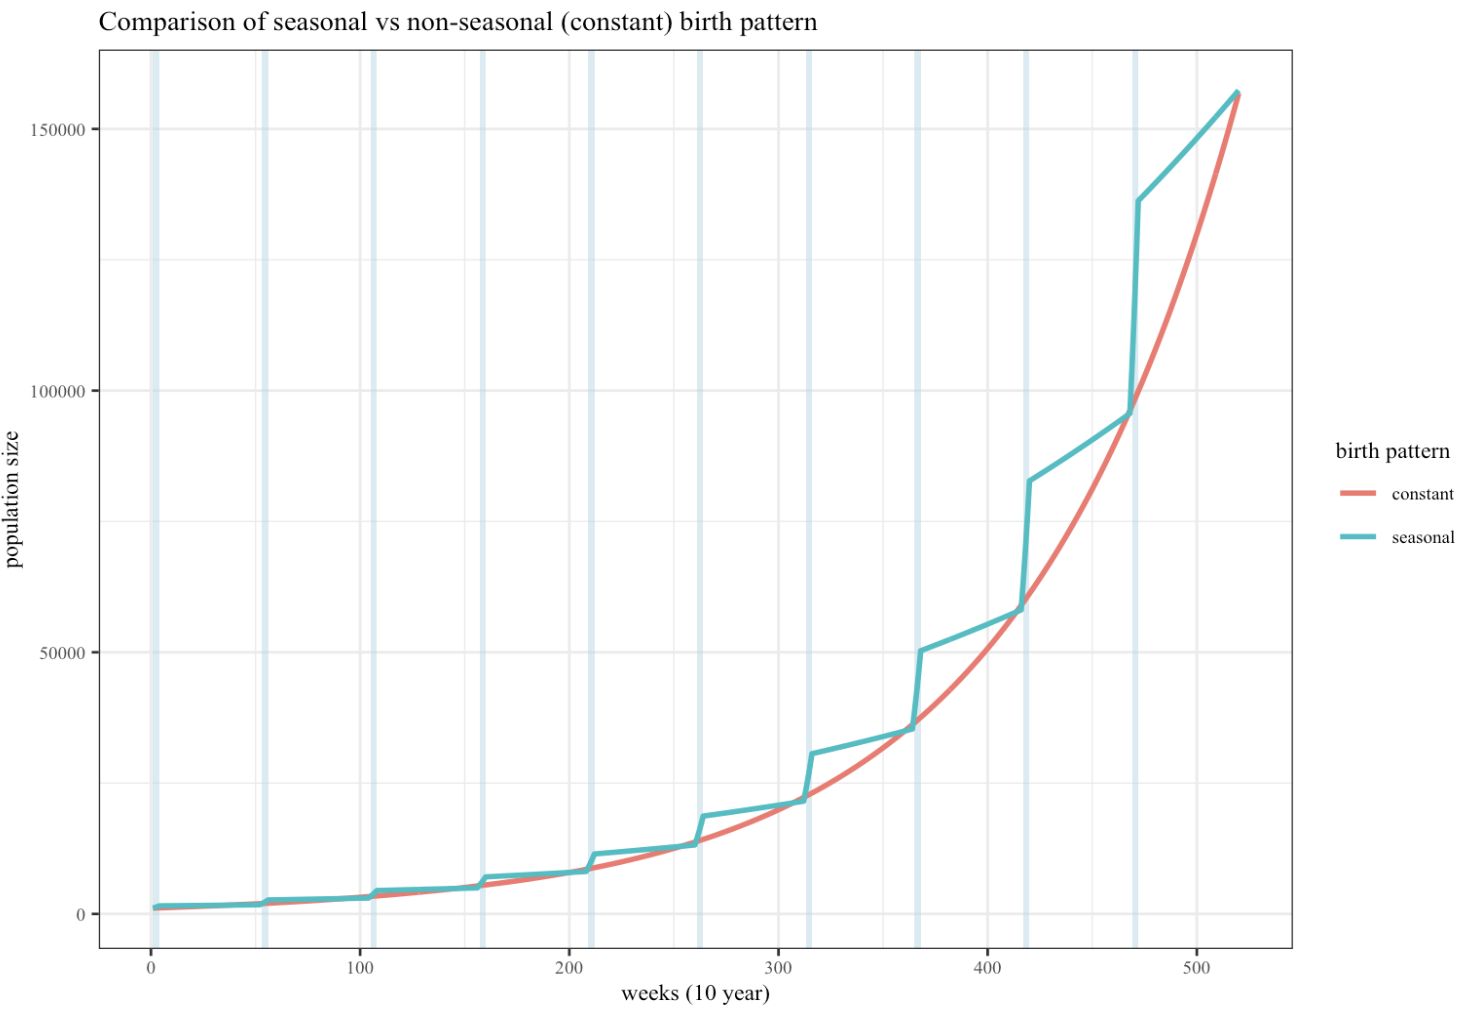 Comparison of seasonal vs non-seasonal (constant) birth pattern
population size
150000
100000
50000
0
0 100 200 300 400 500
weeks (10 year)
birth pattern
constant
seasonal